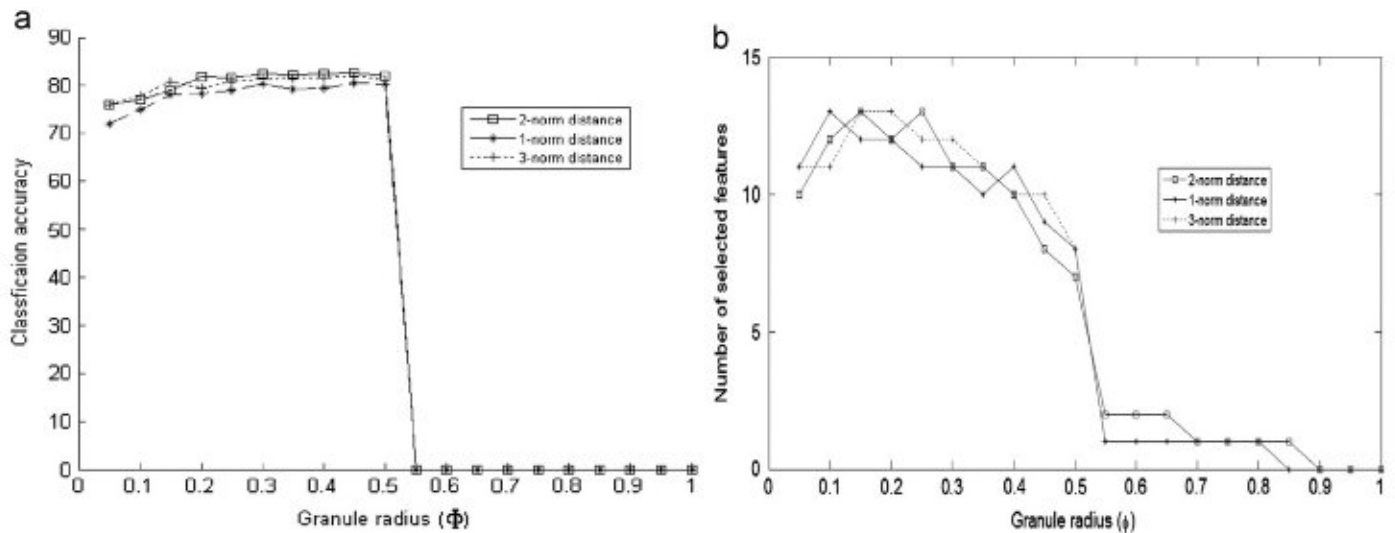 a
90
80
70
60
50
40
30
20
10
0
Classficaion accuracy
2-norm distance
1-norm distance
3-norm distance
0 0.1 0.2 0.3 0.4 0.5 0.6 0.7 0.8 0.9 1
Granule radius (Φ)
b
15
10
5
0
Number of selected features
2-norm distance
1-norm distance
3-norm distance
0 0.1 0.2 0.3 0.4 0.5 0.6 0.7 0.8 0.9 1
Granule radius (ϕ)